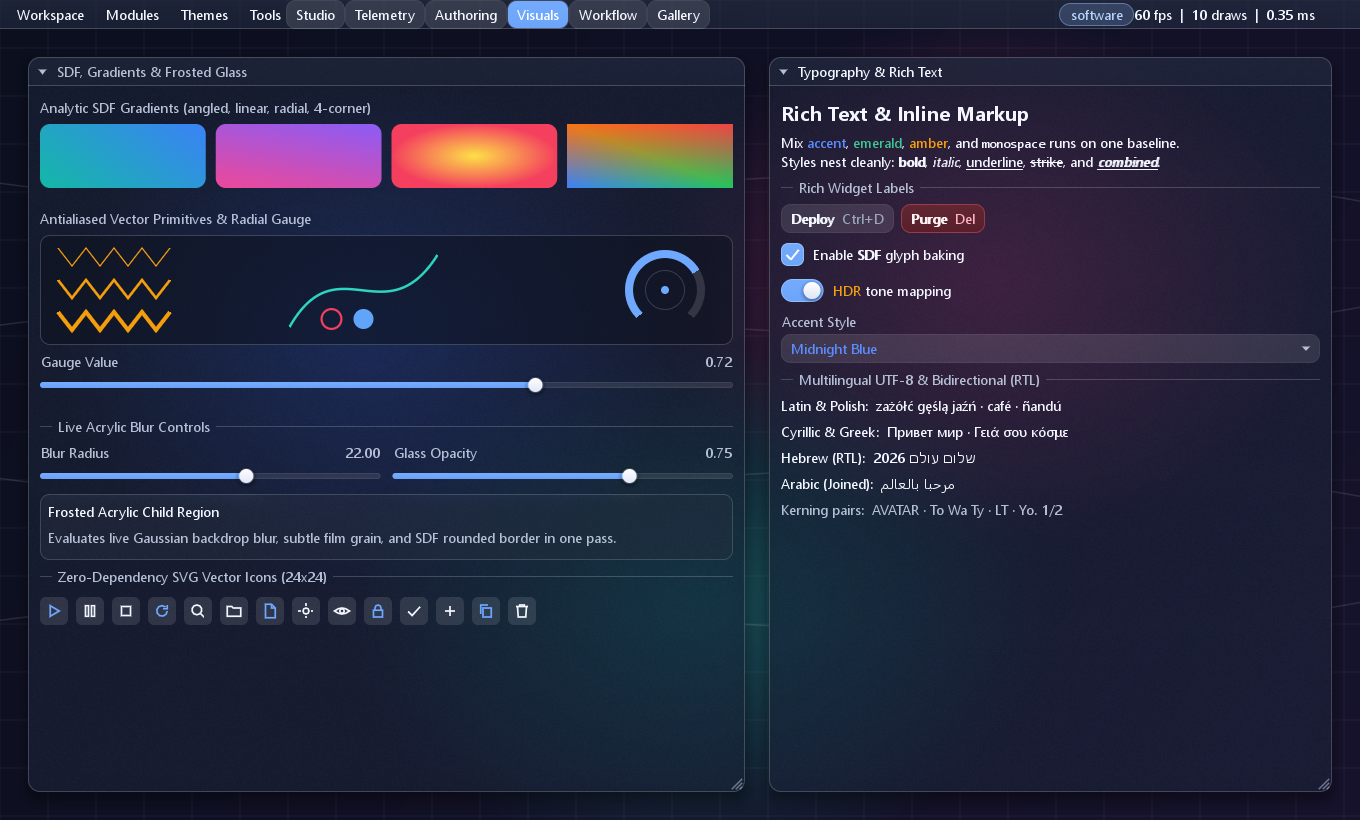 Workspace Modules Themes Tools Studio Telemetry Authoring Visuals Workflow Gallery software 60 fps | 10 draws | 0.35 ms
SDF, Gradients & Frosted Glass
Analytic SDF Gradients (angled, linear, radial, 4-corner)
Antialiased Vector Primitives & Radial Gauge
Gauge Value 0.72
Live Acrylic Blur Controls
Blur Radius 22.00 Glass Opacity 0.75
Frosted Acrylic Child Region
Evaluates live Gaussian backdrop blur, subtle film grain, and SDF rounded border in one pass.
Zero-Dependency SVG Vector Icons (24x24)
Typography & Rich Text
Rich Text & Inline Markup
Mix accent, emerald, amber, and monospace runs on one baseline.
Styles nest cleanly: bold, italic, underline, strike, and combined.
Rich Widget Labels
Deploy Ctrl+D Purge Del
Enable SDF glyph baking
HDR tone mapping
Accent Style
Midnight Blue
Multilingual UTF-8 & Bidirectional (RTL)
Latin & Polish: zażółć gęślą jaźń · café · ñandú
Cyrillic & Greek: Привет мир · Γειά σου κόσμε
Hebrew (RTL): שלום עולם 2026
Arabic (Joined): مرحبا بالعالم
Kerning pairs: AVATAR · To Wa Ty · LT · Yo. 1/2